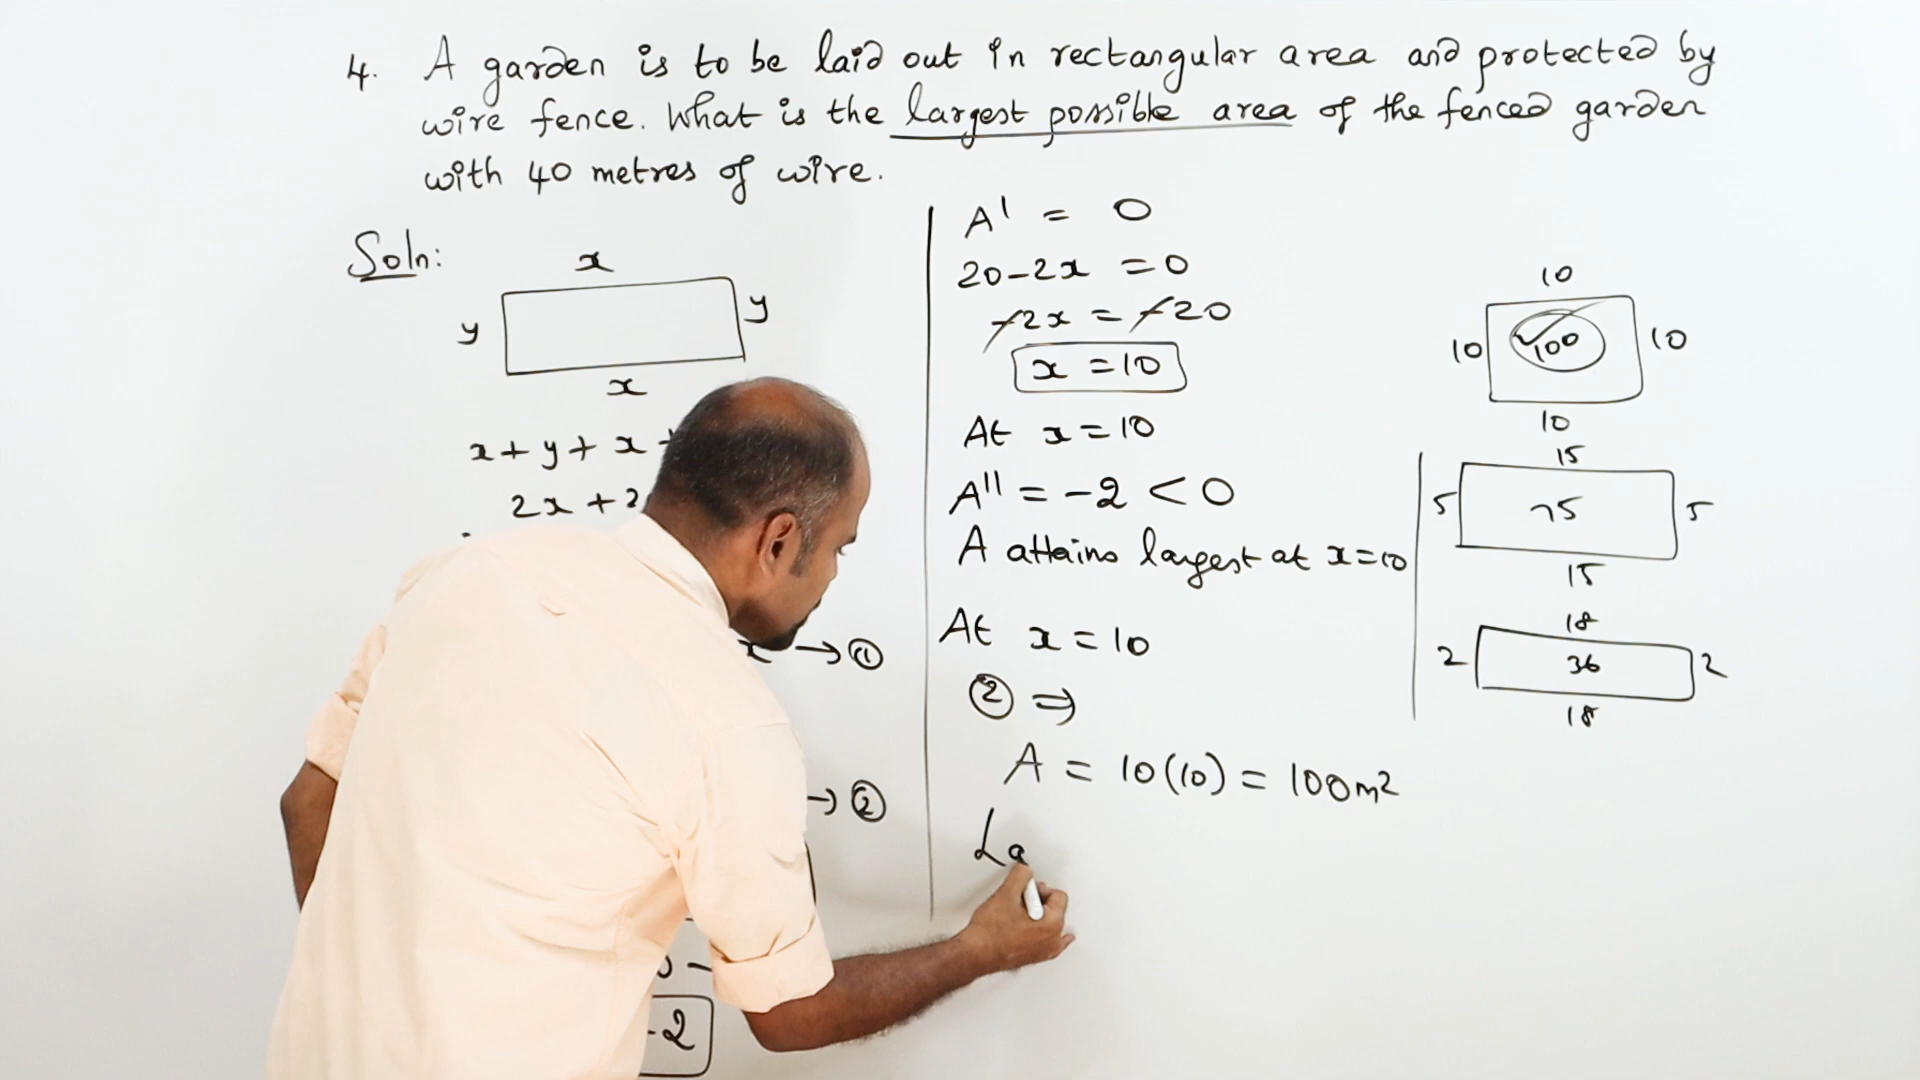 4. A garden is to be laid out in rectangular area and protected by
wire fence. What is the largest possible area of the fenced garden
with 40 metres of wire.
Soln:
x
y
y
x
x + y + x +
2x + 2
x → ①
→ ②
-2
A' = 0
20-2x = 0
-2x = -20
x = 10
At x = 10
A'' = -2 < 0
A attains largest at x=10
At x = 10
② ⇒
A = 10(10) = 100m²
La
10
10 100 10
10
15
5 75 5
15
18
2 36 2
18